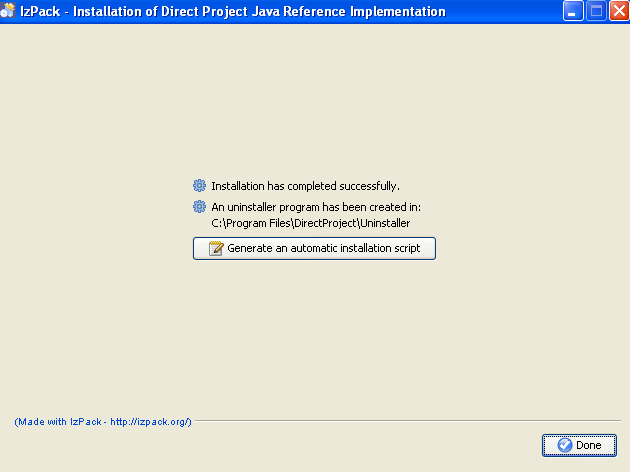 IzPack - Installation of Direct Project Java Reference Implementation
Installation has completed successfully.
An uninstaller program has been created in:
C:\Program Files\DirectProject\Uninstaller
Generate an automatic installation script
(Made with IzPack - http://izpack.org/)
Done